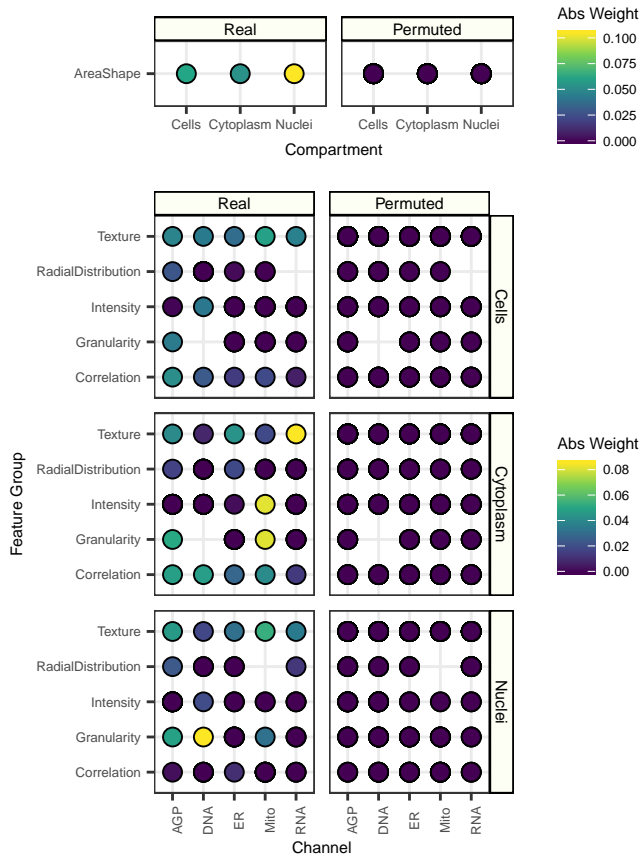 Real Permuted
AreaShape
Cells Cytoplasm Nuclei Cells Cytoplasm Nuclei
Compartment
Abs Weight
0.100
0.075
0.050
0.025
0.000
Real Permuted
Texture
RadialDistribution
Intensity
Granularity
Correlation
Cells
Texture
RadialDistribution
Intensity
Granularity
Correlation
Cytoplasm
Texture
RadialDistribution
Intensity
Granularity
Correlation
Nuclei
Feature Group
AGP DNA ER Mito RNA AGP DNA ER Mito RNA
Channel
Abs Weight
0.08
0.06
0.04
0.02
0.00